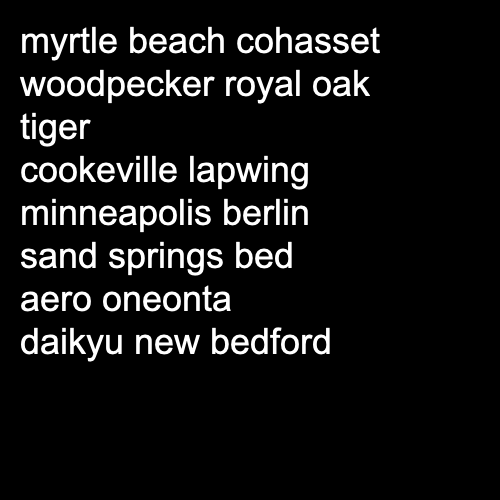 myrtle beach cohasset
woodpecker royal oak
tiger
cookeville lapwing
minneapolis berlin
sand springs bed
aero oneonta
daikyu new bedford